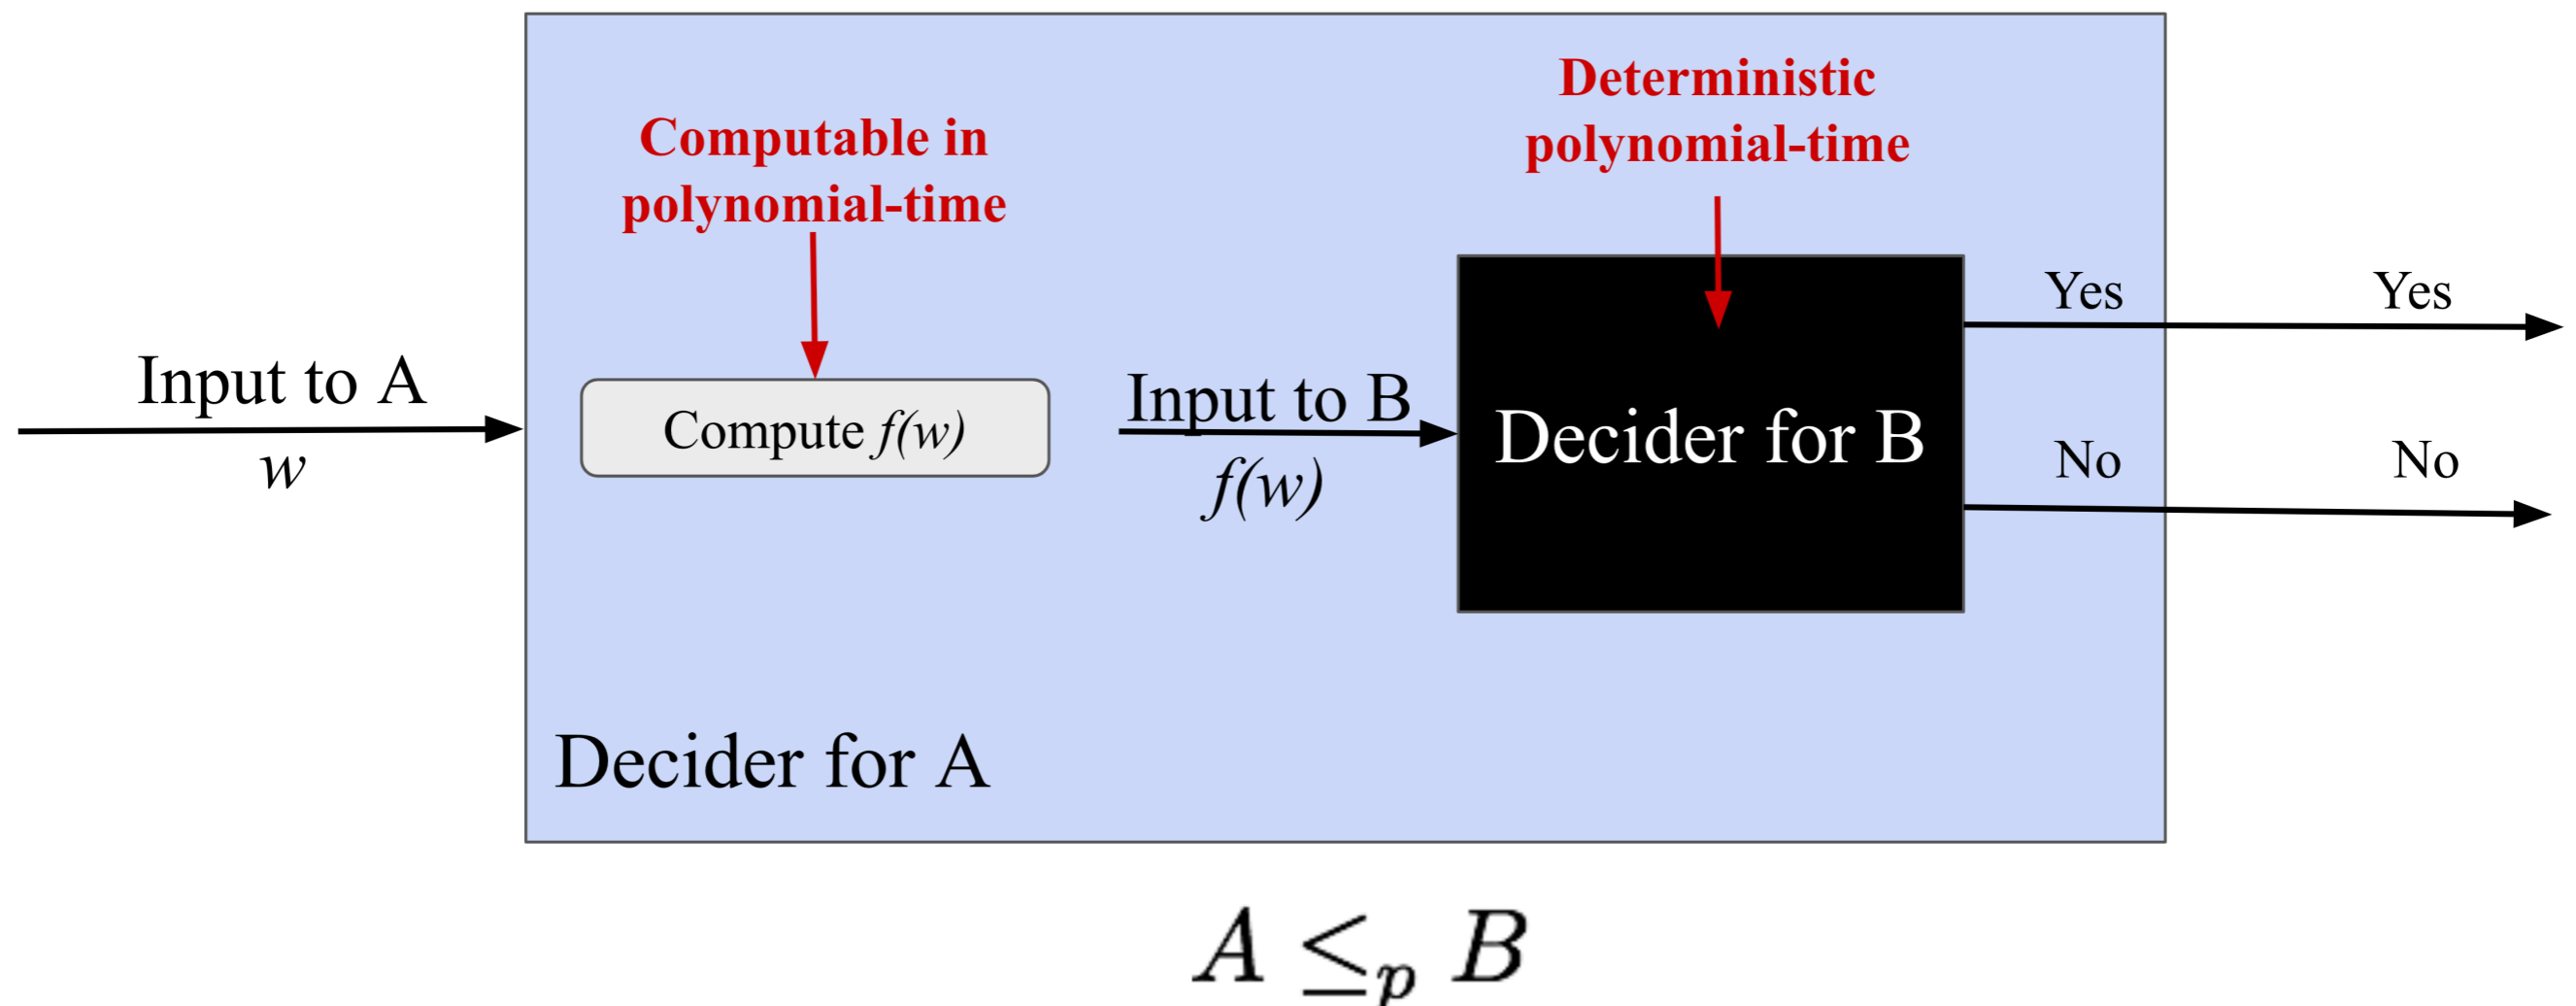 Deterministic
polynomial-time
Computable in
polynomial-time
Yes
Yes
Input to A
w
Compute f(w)
Input to B
f(w)
Decider for B
No
No
Decider for A
A ≤p B